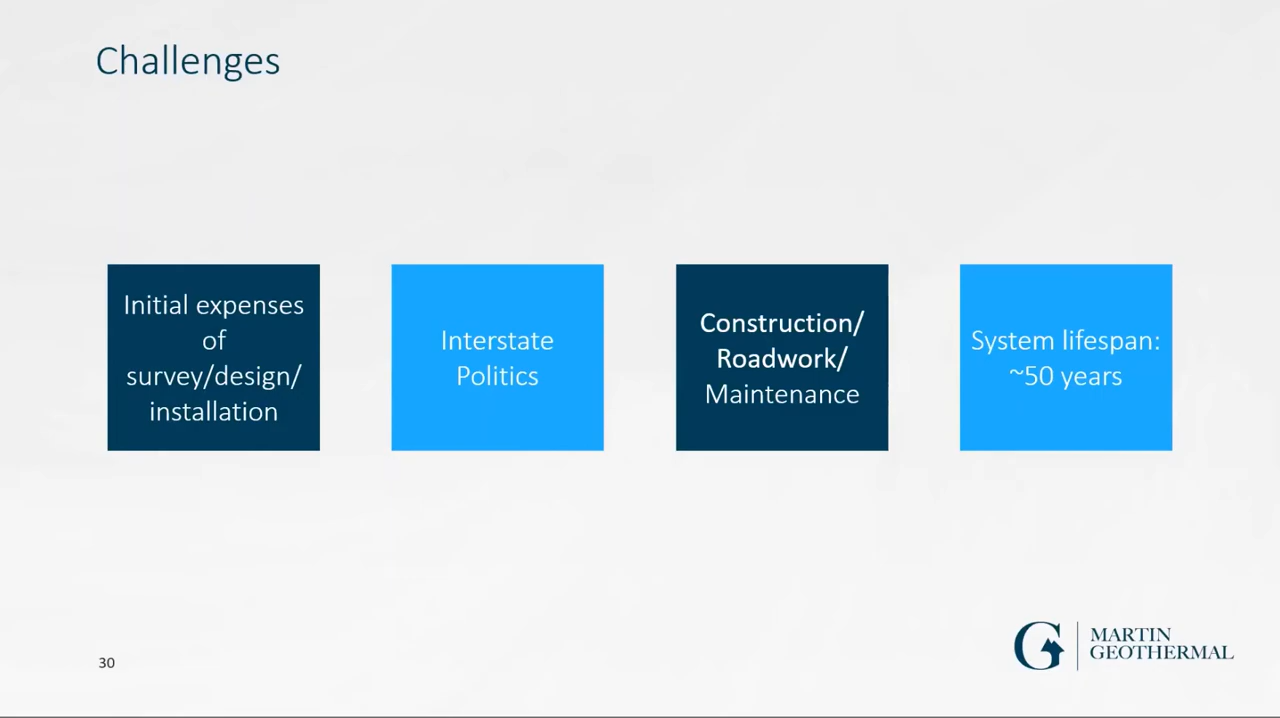 Challenges
Initial expenses
of
survey/design/
installation
Interstate
Politics
Construction/
Roadwork/
Maintenance
System lifespan:
~50 years
30
MARTIN
GEOTHERMAL